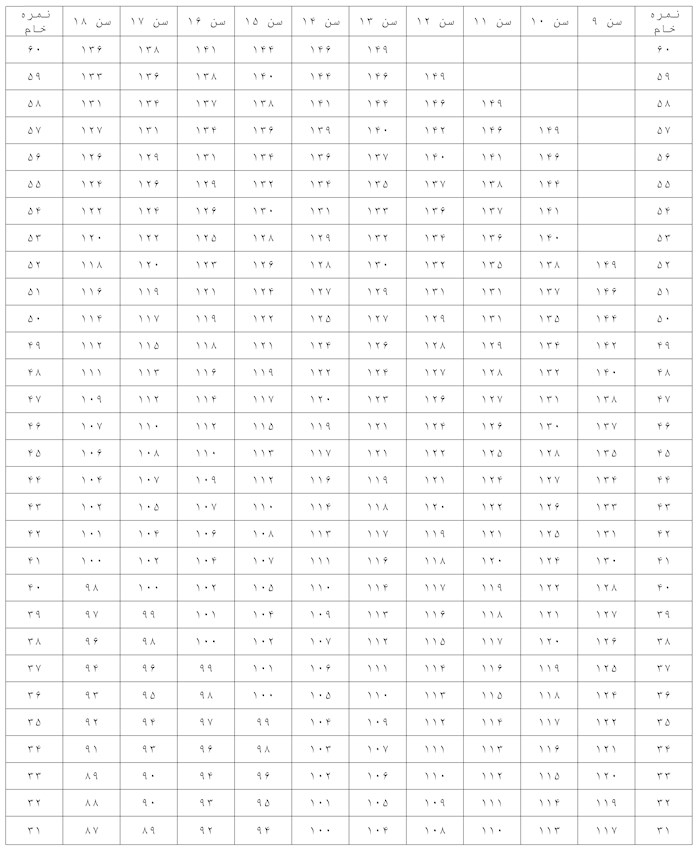 نمره خام سن ۹ سن ۱۰ سن ۱۱ سن ۱۲ سن ۱۳ سن ۱۴ سن ۱۵ سن ۱۶ سن ۱۷ سن ۱۸ نمره خام
۶۰ ۱۴۹ ۱۴۶ ۱۴۴ ۱۴۱ ۱۳۸ ۱۳۶ ۶۰
۵۹ ۱۴۹ ۱۴۶ ۱۴۴ ۱۴۰ ۱۳۸ ۱۳۶ ۱۳۳ ۵۹
۵۸ ۱۴۹ ۱۴۶ ۱۴۴ ۱۴۱ ۱۳۸ ۱۳۷ ۱۳۴ ۱۳۱ ۵۸
۵۷ ۱۴۹ ۱۴۶ ۱۴۲ ۱۴۰ ۱۳۹ ۱۳۶ ۱۳۴ ۱۳۱ ۱۲۷ ۵۷
۵۶ ۱۴۶ ۱۴۱ ۱۴۰ ۱۳۷ ۱۳۶ ۱۳۴ ۱۳۱ ۱۲۹ ۱۲۶ ۵۶
۵۵ ۱۴۴ ۱۳۸ ۱۳۷ ۱۳۵ ۱۳۴ ۱۳۲ ۱۲۹ ۱۲۶ ۱۲۴ ۵۵
۵۴ ۱۴۱ ۱۳۷ ۱۳۶ ۱۳۳ ۱۳۱ ۱۳۰ ۱۲۶ ۱۲۴ ۱۲۲ ۵۴
۵۳ ۱۴۰ ۱۳۶ ۱۳۴ ۱۳۲ ۱۲۹ ۱۲۸ ۱۲۵ ۱۲۲ ۱۲۰ ۵۳
۵۲ ۱۴۹ ۱۳۸ ۱۳۵ ۱۳۲ ۱۳۰ ۱۲۸ ۱۲۶ ۱۲۳ ۱۲۰ ۱۱۸ ۵۲
۵۱ ۱۴۶ ۱۳۷ ۱۳۱ ۱۳۱ ۱۲۹ ۱۲۷ ۱۲۴ ۱۲۱ ۱۱۹ ۱۱۶ ۵۱
۵۰ ۱۴۴ ۱۳۵ ۱۳۱ ۱۲۹ ۱۲۷ ۱۲۵ ۱۲۲ ۱۱۹ ۱۱۷ ۱۱۴ ۵۰
۴۹ ۱۴۲ ۱۳۴ ۱۲۹ ۱۲۸ ۱۲۶ ۱۲۴ ۱۲۱ ۱۱۸ ۱۱۵ ۱۱۲ ۴۹
۴۸ ۱۴۰ ۱۳۲ ۱۲۸ ۱۲۷ ۱۲۴ ۱۲۲ ۱۱۹ ۱۱۶ ۱۱۳ ۱۱۱ ۴۸
۴۷ ۱۳۸ ۱۳۱ ۱۲۷ ۱۲۶ ۱۲۳ ۱۲۰ ۱۱۷ ۱۱۴ ۱۱۲ ۱۰۹ ۴۷
۴۶ ۱۳۷ ۱۳۰ ۱۲۶ ۱۲۴ ۱۲۱ ۱۱۹ ۱۱۵ ۱۱۲ ۱۱۰ ۱۰۷ ۴۶
۴۵ ۱۳۵ ۱۲۸ ۱۲۵ ۱۲۲ ۱۲۱ ۱۱۷ ۱۱۳ ۱۱۰ ۱۰۸ ۱۰۶ ۴۵
۴۴ ۱۳۴ ۱۲۷ ۱۲۴ ۱۲۱ ۱۱۹ ۱۱۶ ۱۱۲ ۱۰۹ ۱۰۷ ۱۰۴ ۴۴
۴۳ ۱۳۳ ۱۲۶ ۱۲۲ ۱۲۰ ۱۱۸ ۱۱۴ ۱۱۰ ۱۰۷ ۱۰۵ ۱۰۲ ۴۳
۴۲ ۱۳۱ ۱۲۵ ۱۲۱ ۱۱۹ ۱۱۷ ۱۱۳ ۱۰۸ ۱۰۶ ۱۰۴ ۱۰۱ ۴۲
۴۱ ۱۳۰ ۱۲۴ ۱۲۰ ۱۱۸ ۱۱۶ ۱۱۱ ۱۰۷ ۱۰۴ ۱۰۲ ۱۰۰ ۴۱
۴۰ ۱۲۸ ۱۲۲ ۱۱۹ ۱۱۷ ۱۱۴ ۱۱۰ ۱۰۵ ۱۰۲ ۱۰۰ ۹۸ ۴۰
۳۹ ۱۲۷ ۱۲۱ ۱۱۸ ۱۱۶ ۱۱۳ ۱۰۹ ۱۰۴ ۱۰۱ ۹۹ ۹۷ ۳۹
۳۸ ۱۲۶ ۱۲۰ ۱۱۷ ۱۱۵ ۱۱۲ ۱۰۷ ۱۰۲ ۱۰۰ ۹۸ ۹۶ ۳۸
۳۷ ۱۲۵ ۱۱۹ ۱۱۶ ۱۱۴ ۱۱۱ ۱۰۶ ۱۰۱ ۹۹ ۹۶ ۹۴ ۳۷
۳۶ ۱۲۴ ۱۱۸ ۱۱۵ ۱۱۳ ۱۱۰ ۱۰۵ ۱۰۰ ۹۸ ۹۵ ۹۳ ۳۶
۳۵ ۱۲۲ ۱۱۷ ۱۱۴ ۱۱۲ ۱۰۹ ۱۰۴ ۹۹ ۹۷ ۹۴ ۹۲ ۳۵
۳۴ ۱۲۱ ۱۱۶ ۱۱۳ ۱۱۱ ۱۰۷ ۱۰۳ ۹۸ ۹۶ ۹۳ ۹۱ ۳۴
۳۳ ۱۲۰ ۱۱۵ ۱۱۲ ۱۱۰ ۱۰۶ ۱۰۲ ۹۶ ۹۴ ۹۰ ۸۹ ۳۳
۳۲ ۱۱۹ ۱۱۴ ۱۱۱ ۱۰۹ ۱۰۵ ۱۰۱ ۹۵ ۹۳ ۹۰ ۸۸ ۳۲
۳۱ ۱۱۷ ۱۱۳ ۱۱۰ ۱۰۸ ۱۰۴ ۱۰۰ ۹۴ ۹۲ ۸۹ ۸۷ ۳۱